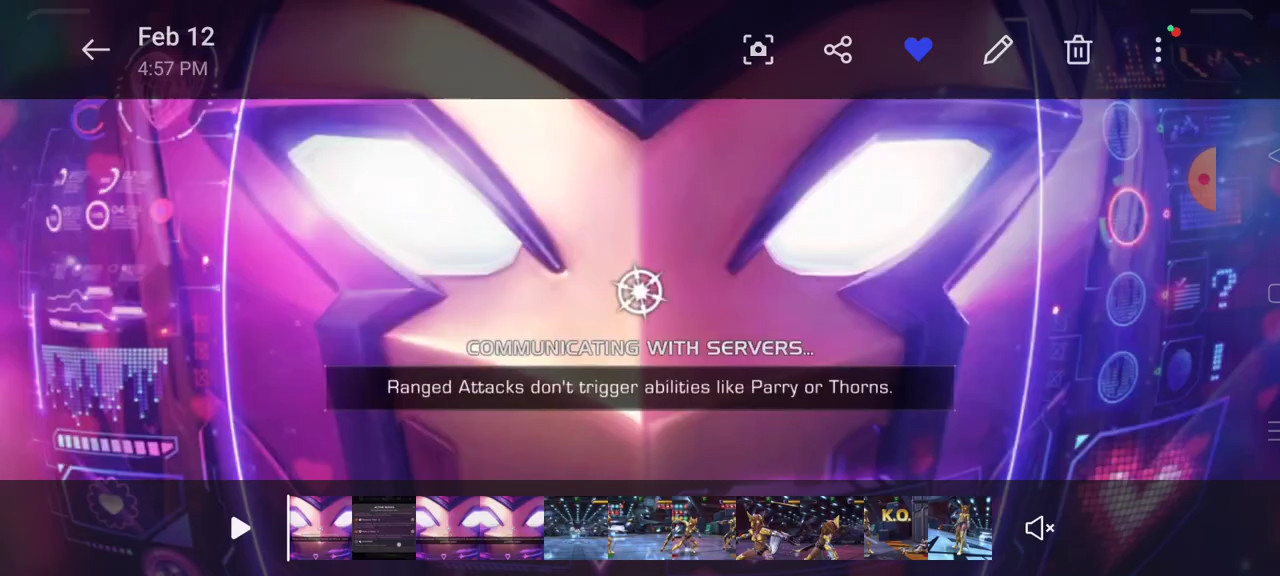 Feb 12
4:57 PM
COMMUNICATING WITH SERVERS...
Ranged Attacks don't trigger abilities like Parry or Thorns.
?
!
K.O.